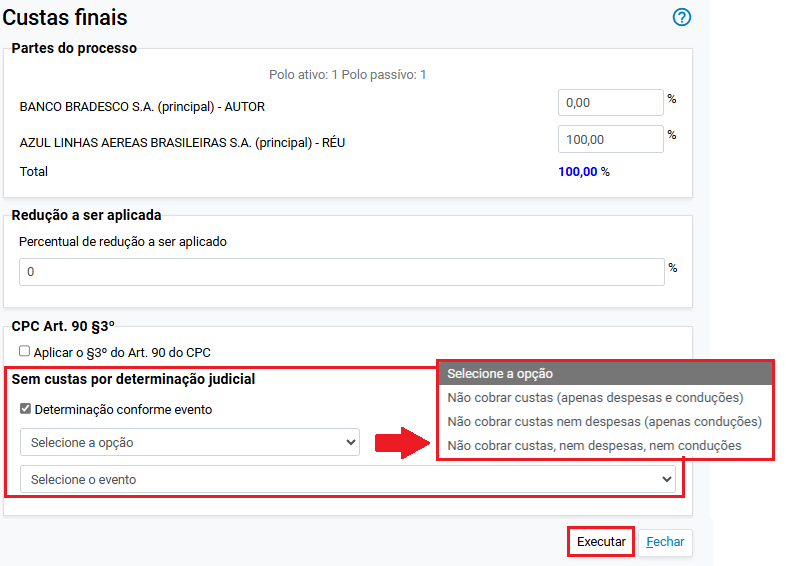 Custas finais
?
Partes do processo
Polo ativo: 1 Polo passívo: 1
BANCO BRADESCO S.A. (principal) - AUTOR 0,00 %
AZUL LINHAS AEREAS BRASILEIRAS S.A. (principal) - RÉU 100,00 %
Total 100,00 %
Redução a ser aplicada
Percentual de redução a ser aplicado
0 %
CPC Art. 90 §3º
Aplicar o §3º do Art. 90 do CPC
Sem custas por determinação judicial
Determinação conforme evento
Selecione a opção
Selecione o evento
Selecione a opção
Não cobrar custas (apenas despesas e conduções)
Não cobrar custas nem despesas (apenas conduções)
Não cobrar custas, nem despesas, nem conduções
Executar Fechar